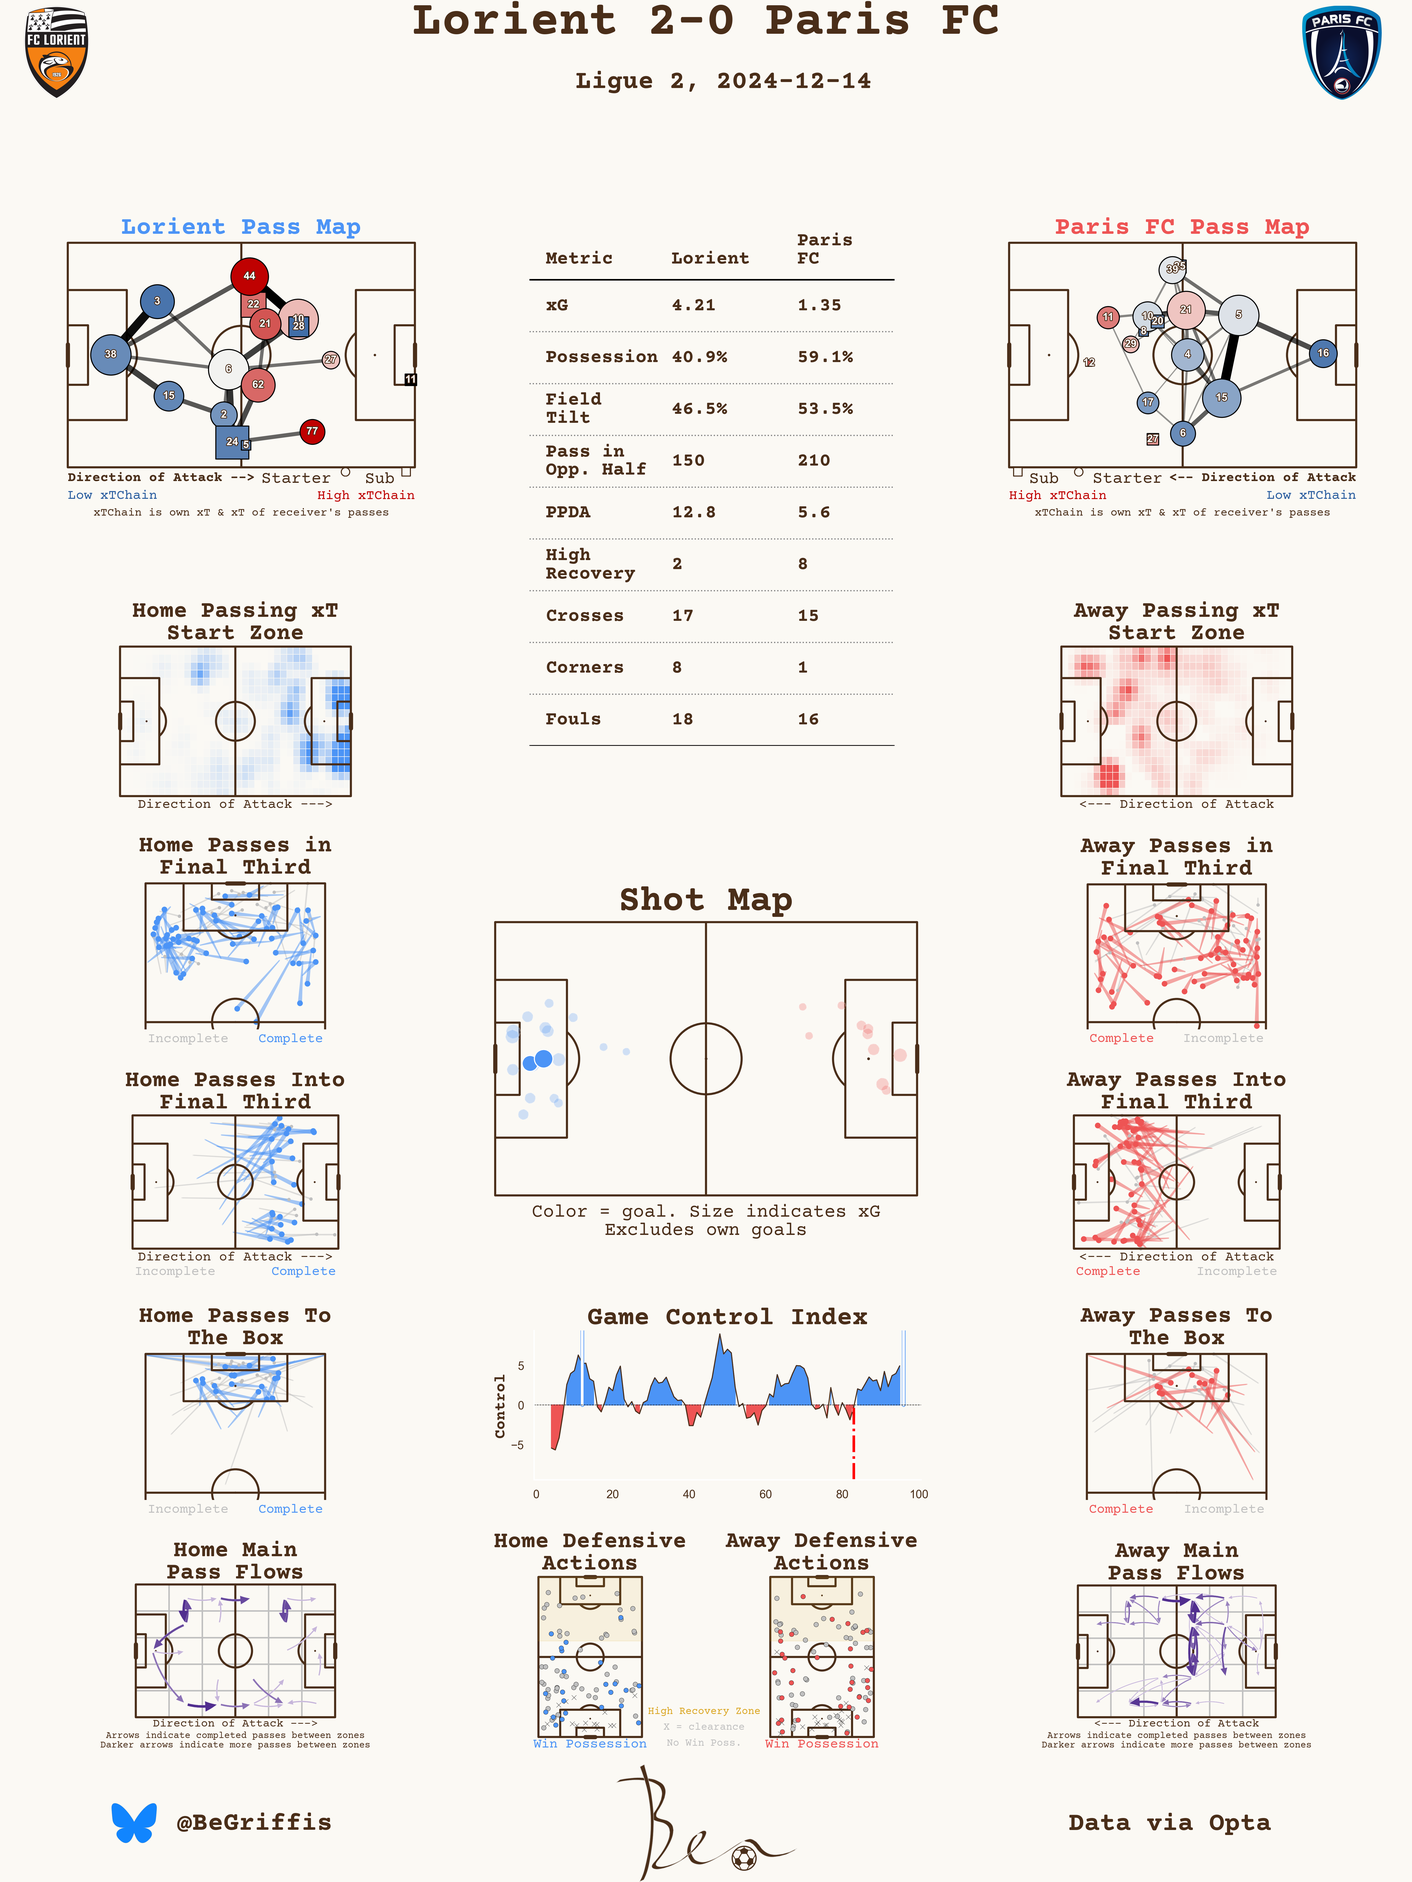 Lorient 2-0 Paris FC
Ligue 2, 2024-12-14
FC LORIENT
1926
PARIS FC
Lorient Pass Map
44
3
22
10
21
28
38
27
6
11
62
15
2
24
5
77
Direction of Attack --> Starter Sub
Low xTChain High xTChain
xTChain is own xT & xT of receiver's passes
Metric Lorient Paris FC
xG 4.21 1.35
Possession 40.9% 59.1%
Field Tilt 46.5% 53.5%
Pass in Opp. Half 150 210
PPDA 12.8 5.6
High Recovery 2 8
Crosses 17 15
Corners 8 1
Fouls 18 16
Paris FC Pass Map
39
35
11
10
21
5
20
8
29
4
16
12
17
15
6
27
Sub Starter <-- Direction of Attack
High xTChain Low xTChain
xTChain is own xT & xT of receiver's passes
Home Passing xT
Start Zone
Direction of Attack --->
Away Passing xT
Start Zone
<--- Direction of Attack
Home Passes in
Final Third
Incomplete Complete
Away Passes in
Final Third
Complete Incomplete
Shot Map
Color = goal. Size indicates xG
Excludes own goals
Home Passes Into
Final Third
Direction of Attack --->
Incomplete Complete
Away Passes Into
Final Third
<--- Direction of Attack
Complete Incomplete
Home Passes To
The Box
Incomplete Complete
Game Control Index
Control
5
0
−5
0 20 40 60 80 100
Away Passes To
The Box
Complete Incomplete
Home Main
Pass Flows
Direction of Attack --->
Arrows indicate completed passes between zones
Darker arrows indicate more passes between zones
Home Defensive
Actions
Win Possession
High Recovery Zone
X = clearance
No Win Poss.
Away Defensive
Actions
Win Possession
Away Main
Pass Flows
<--- Direction of Attack
Arrows indicate completed passes between zones
Darker arrows indicate more passes between zones
@BeGriffis
Ben
Data via Opta